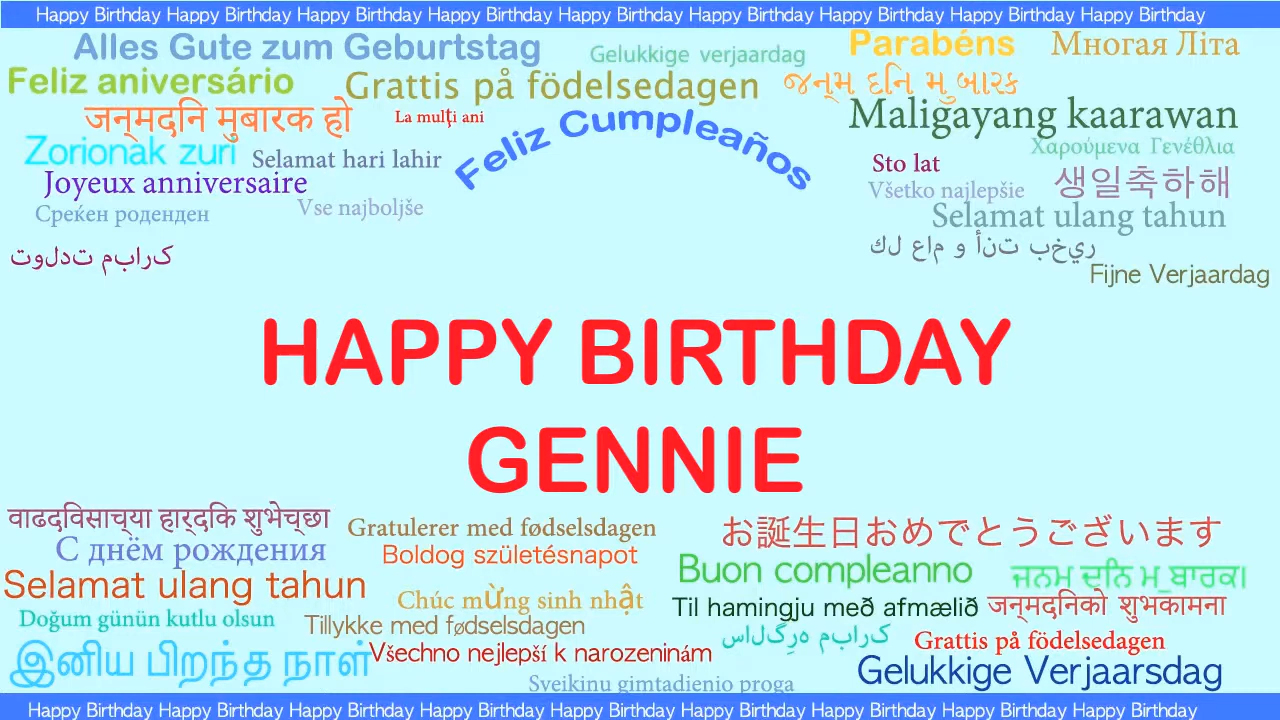 Happy Birthday Happy Birthday Happy Birthday Happy Birthday Happy Birthday Happy Birthday Happy Birthday Happy Birthday Happy Birthday
Alles Gute zum Geburtstag
Gelukkige verjaardag
Parabéns
Многая Літа
Feliz aniversário
Grattis på födelsedagen
જન્મ દનિ મુબારક
जन्मदनि मुबारक हो
La mulţi ani
Feliz Cumpleaños
Maligayang kaarawan
Zorionak zuri
Selamat hari lahir
Χαρούμενα Γενέθλια
Sto lat
Joyeux anniversaire
Všetko najlepšie
생일축하해
Среќен роденден
Vse najboljše
Selamat ulang tahun
تولدت مبارک
كل عام و أنت بخير
Fijne Verjaardag
HAPPY BIRTHDAY
GENNIE
वाढदविसाच्या हार्दकि शुभेच्छा
Gratulerer med fødselsdagen
お誕生日おめでとうございます
С днём рождения
Boldog születésnapot
Buon compleanno
ਜਨਮ ਦਨਿ ਮੁਬਾਰਕ।
Selamat ulang tahun
Chúc mừng sinh nhật
Til hamingju með afmælið
जन्मदनिको शुभकामना
Doğum günün kutlu olsun
Tillykke med fødselsdagen
سالگرہ مبارک
Grattis på födelsedagen
இனிய பிறந்த நாள்
Všechno nejlepší k narozeninám
Gelukkige Verjaarsdag
Sveikinu gimtadienio proga
Happy Birthday Happy Birthday Happy Birthday Happy Birthday Happy Birthday Happy Birthday Happy Birthday Happy Birthday Happy Birthday